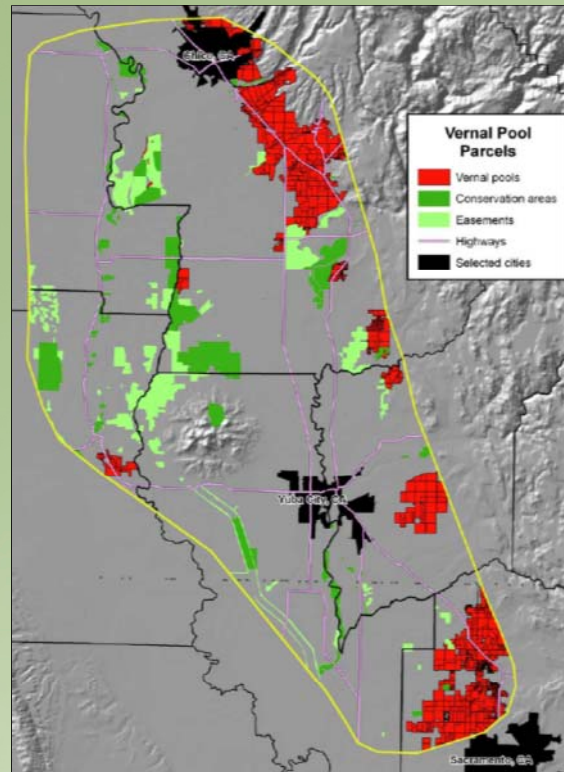 Chico, CA
Vernal Pool
Parcels
Vernal pools
Conservation areas
Easements
Highways
Selected cities
Yuba City, CA
Sacramento, CA